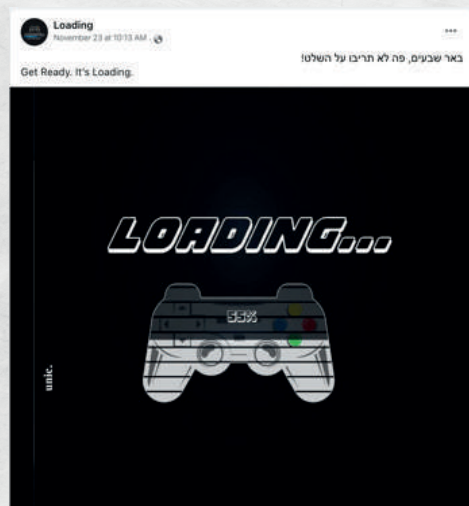 Loading
November 23 at 10:13 AM ·
באר שבעים, פה לא תריבו על השלט!
Get Ready. It's Loading.
LOADING...
55%
unic.